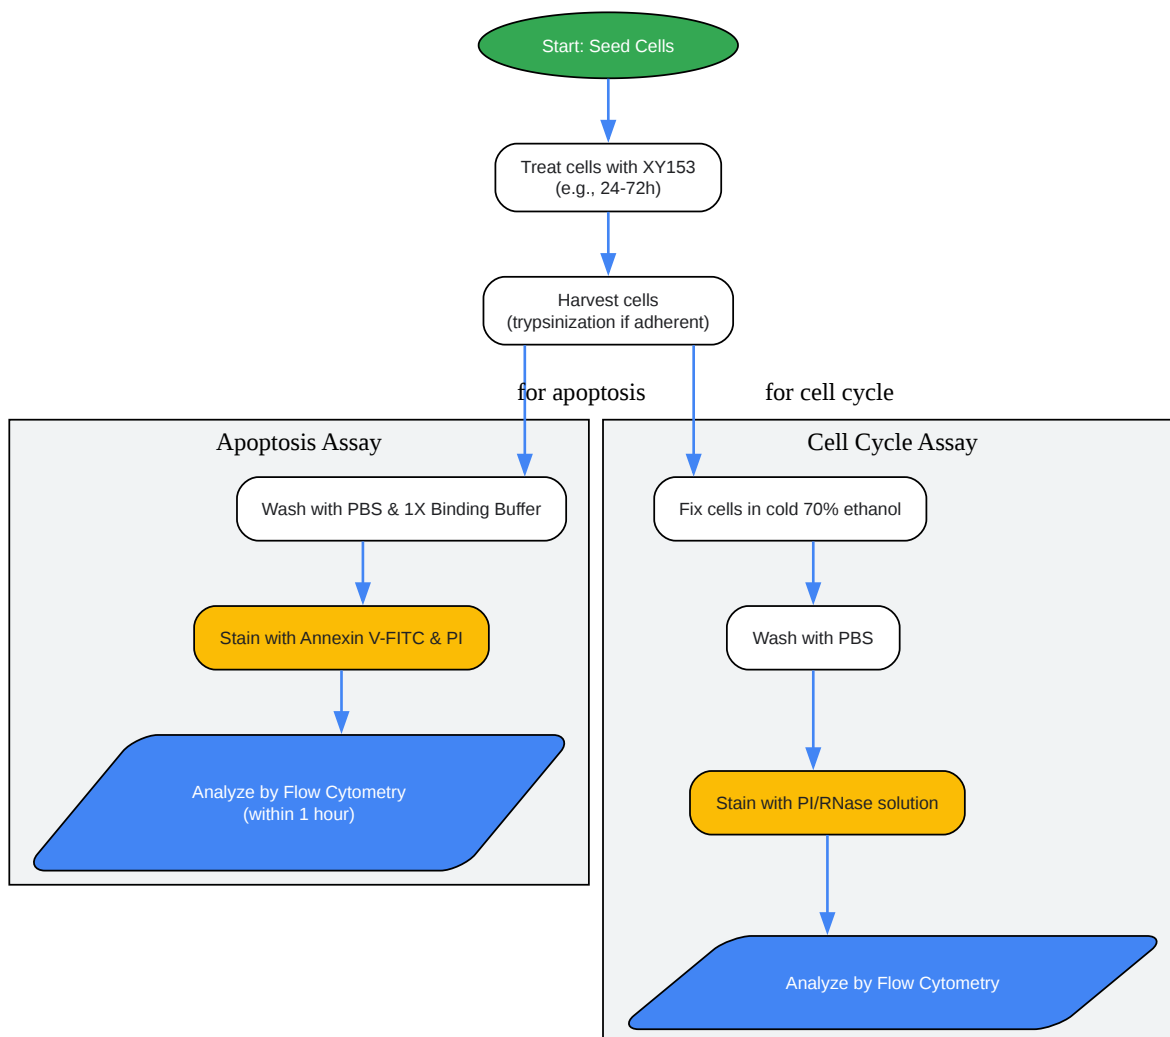 Start: Seed Cells
Treat cells with XY153
(e.g., 24-72h)
Harvest cells
(trypsinization if adherent)
for apoptosis
for cell cycle
Apoptosis Assay
Wash with PBS & 1X Binding Buffer
Stain with Annexin V-FITC & PI
Analyze by Flow Cytometry
(within 1 hour)
Cell Cycle Assay
Fix cells in cold 70% ethanol
Wash with PBS
Stain with PI/RNase solution
Analyze by Flow Cytometry